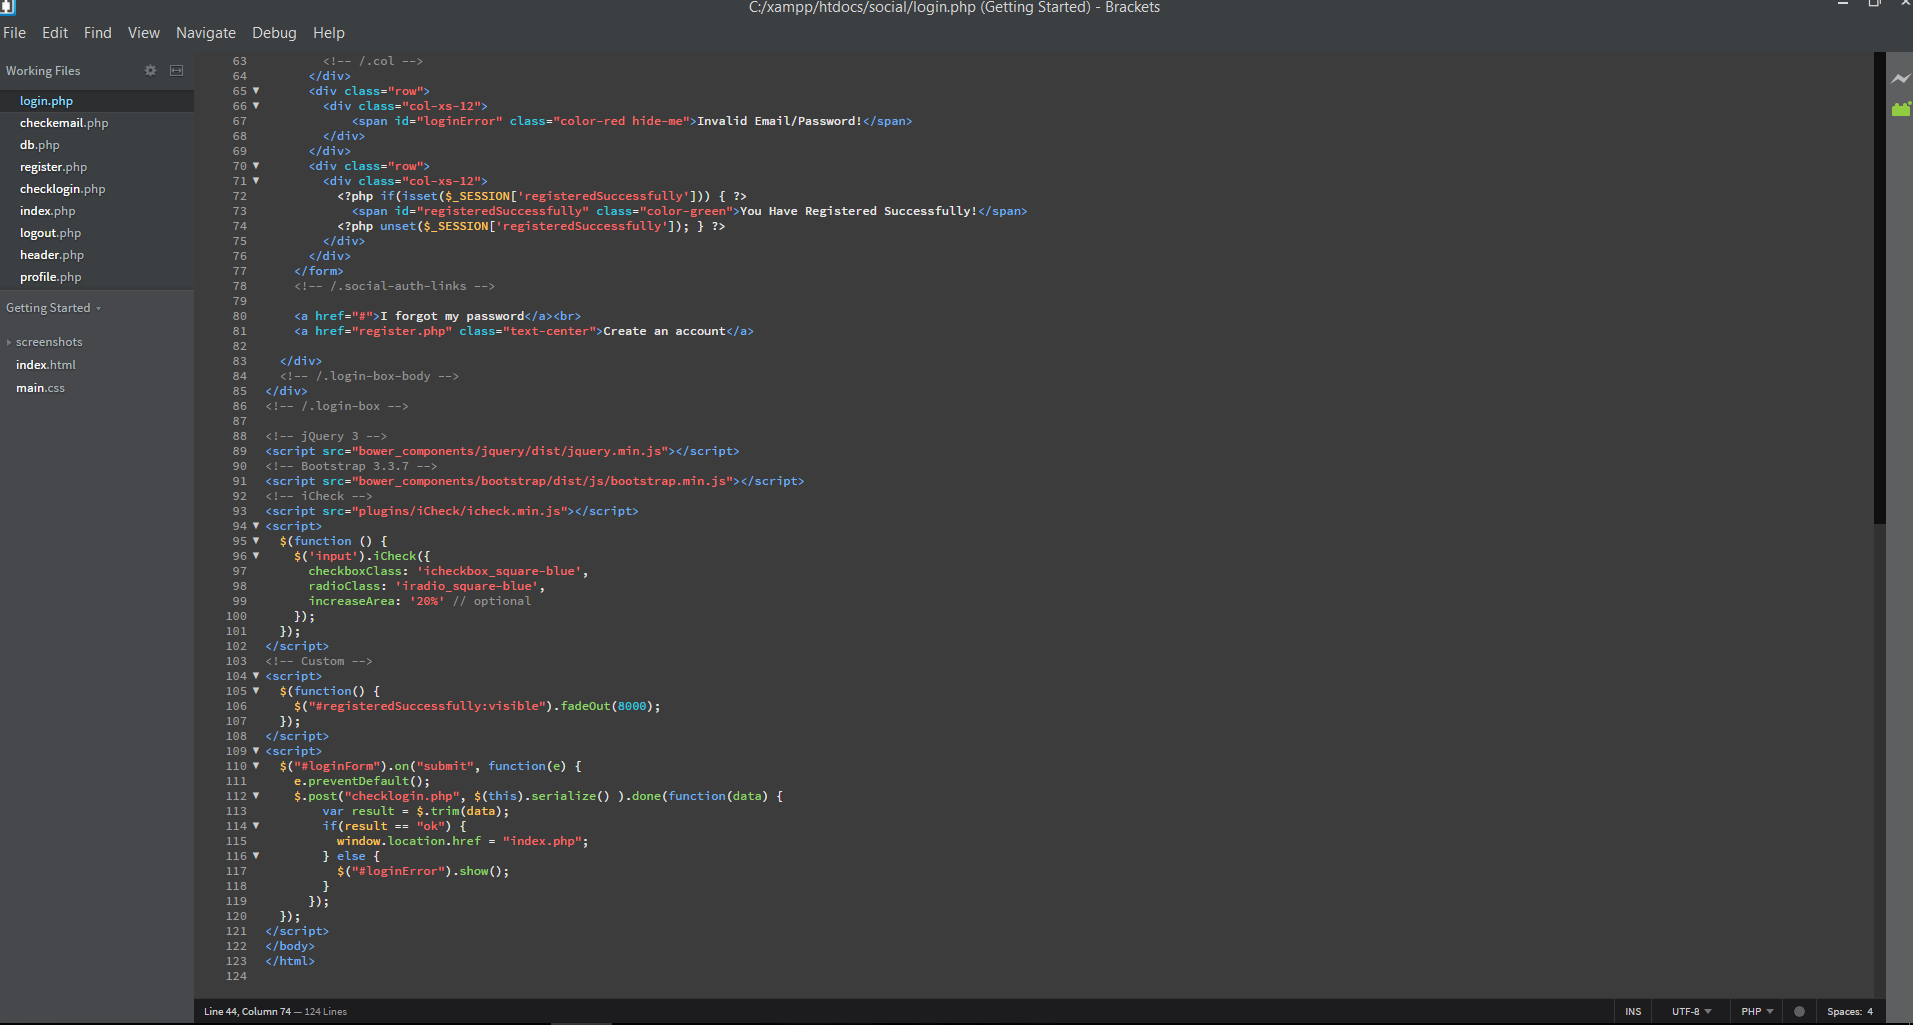 C:/xampp/htdocs/social/login.php (Getting Started) - Brackets
File Edit Find View Navigate Debug Help
Working Files
login.php
checkemail.php
db.php
register.php
checklogin.php
index.php
logout.php
header.php
profile.php
Getting Started
screenshots
index.html
main.css
63 <!-- /.col -->
64 </div>
65 <div class="row">
66 <div class="col-xs-12">
67 <span id="loginError" class="color-red hide-me">Invalid Email/Password!</span>
68 </div>
69 </div>
70 <div class="row">
71 <div class="col-xs-12">
72 <?php if(isset($_SESSION['registeredSuccessfully'])) { ?>
73 <span id="registeredSuccessfully" class="color-green">You Have Registered Successfully!</span>
74 <?php unset($_SESSION['registeredSuccessfully']); } ?>
75 </div>
76 </div>
77 </form>
78 <!-- /.social-auth-links -->
79
80 <a href="#">I forgot my password</a><br>
81 <a href="register.php" class="text-center">Create an account</a>
82
83 </div>
84 <!-- /.login-box-body -->
85 </div>
86 <!-- /.login-box -->
87
88 <!-- jQuery 3 -->
89 <script src="bower_components/jquery/dist/jquery.min.js"></script>
90 <!-- Bootstrap 3.3.7 -->
91 <script src="bower_components/bootstrap/dist/js/bootstrap.min.js"></script>
92 <!-- iCheck -->
93 <script src="plugins/iCheck/icheck.min.js"></script>
94 <script>
95 $(function () {
96 $('input').iCheck({
97 checkboxClass: 'icheckbox_square-blue',
98 radioClass: 'iradio_square-blue',
99 increaseArea: '20%' // optional
100 });
101 });
102 </script>
103 <!-- Custom -->
104 <script>
105 $(function() {
106 $("#registeredSuccessfully:visible").fadeOut(8000);
107 });
108 </script>
109 <script>
110 $("#loginForm").on("submit", function(e) {
111 e.preventDefault();
112 $.post("checklogin.php", $(this).serialize() ).done(function(data) {
113 var result = $.trim(data);
114 if(result == "ok") {
115 window.location.href = "index.php";
116 } else {
117 $("#loginError").show();
118 }
119 });
120 });
121 </script>
122 </body>
123 </html>
124
Line 44, Column 74 — 124 Lines
INS UTF-8 PHP Spaces: 4